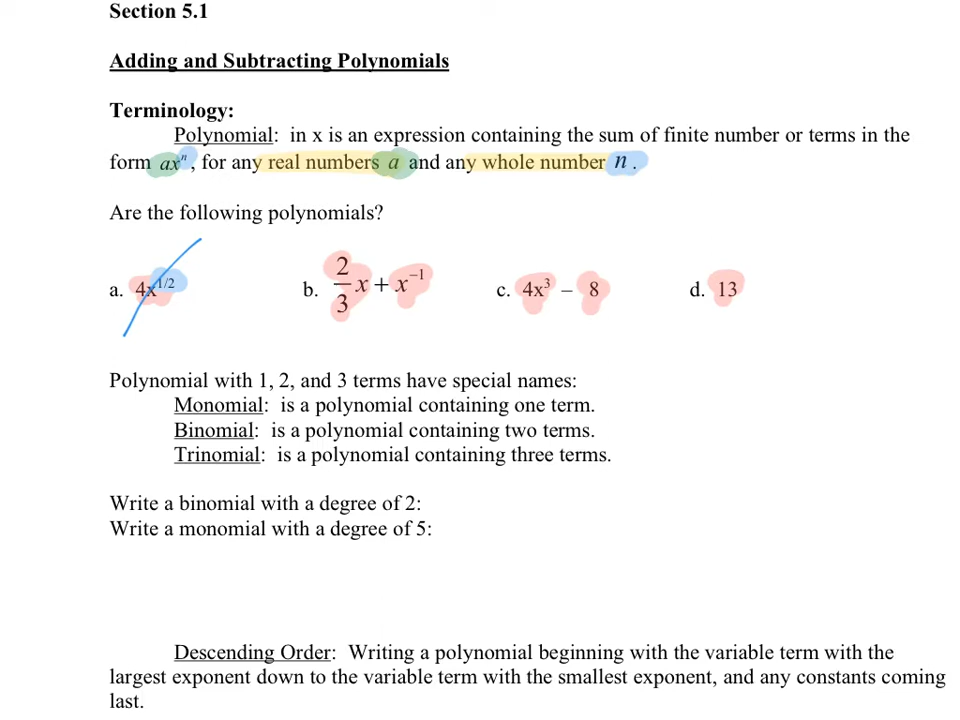 Section 5.1
Adding and Subtracting Polynomials
Terminology:
Polynomial: in x is an expression containing the sum of finite number or terms in the
form axⁿ, for any real numbers a and any whole number n.
Are the following polynomials?
a. 4x^1/2 b. 2/3 x + x^−1 c. 4x³ – 8 d. 13
Polynomial with 1, 2, and 3 terms have special names:
Monomial: is a polynomial containing one term.
Binomial: is a polynomial containing two terms.
Trinomial: is a polynomial containing three terms.
Write a binomial with a degree of 2:
Write a monomial with a degree of 5:
Descending Order: Writing a polynomial beginning with the variable term with the
largest exponent down to the variable term with the smallest exponent, and any constants coming
last.